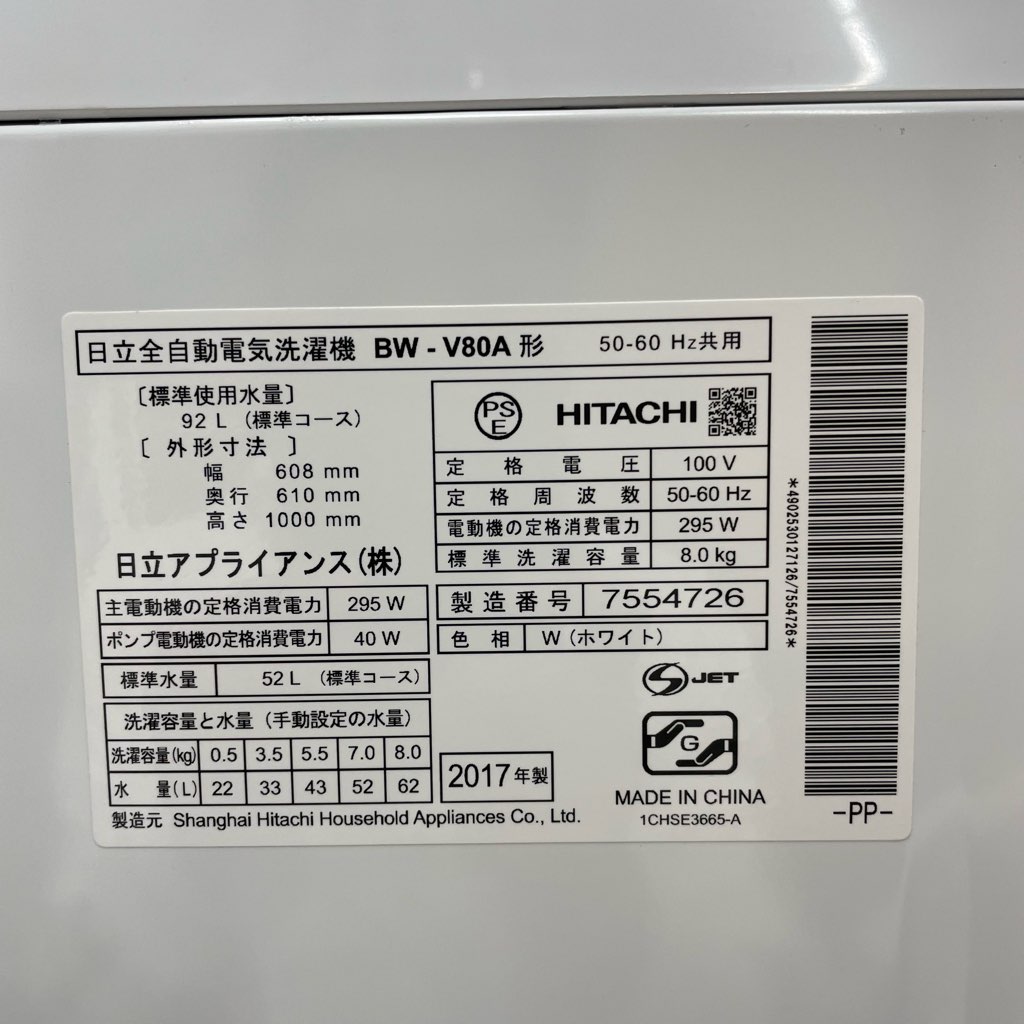 日立全自動電気洗濯機 BW - V80A 形 50-60 Hz共用
〔標準使用水量〕
92 L (標準コース)
〔 外形寸法 〕
幅 608 mm
奥行 610 mm
高さ 1000 mm
日立アプライアンス(株)
主電動機の定格消費電力 295 W
ポンプ電動機の定格消費電力 40 W
標準水量 52 L (標準コース)
洗濯容量と水量 (手動設定の水量)
洗濯容量(kg) 0.5 3.5 5.5 7.0 8.0
水 量(L) 22 33 43 52 62
製造元 Shanghai Hitachi Household Appliances Co., Ltd.
PS
E
HITACHI
定格電圧 100 V
定格周波数 50-60 Hz
電動機の定格消費電力 295 W
標準洗濯容量 8.0 kg
製造番号 7554726
色相 W (ホワイト)
S JET
G
2017年製
MADE IN CHINA
1CHSE3665-A
*4902530127126/7554726*
-PP-